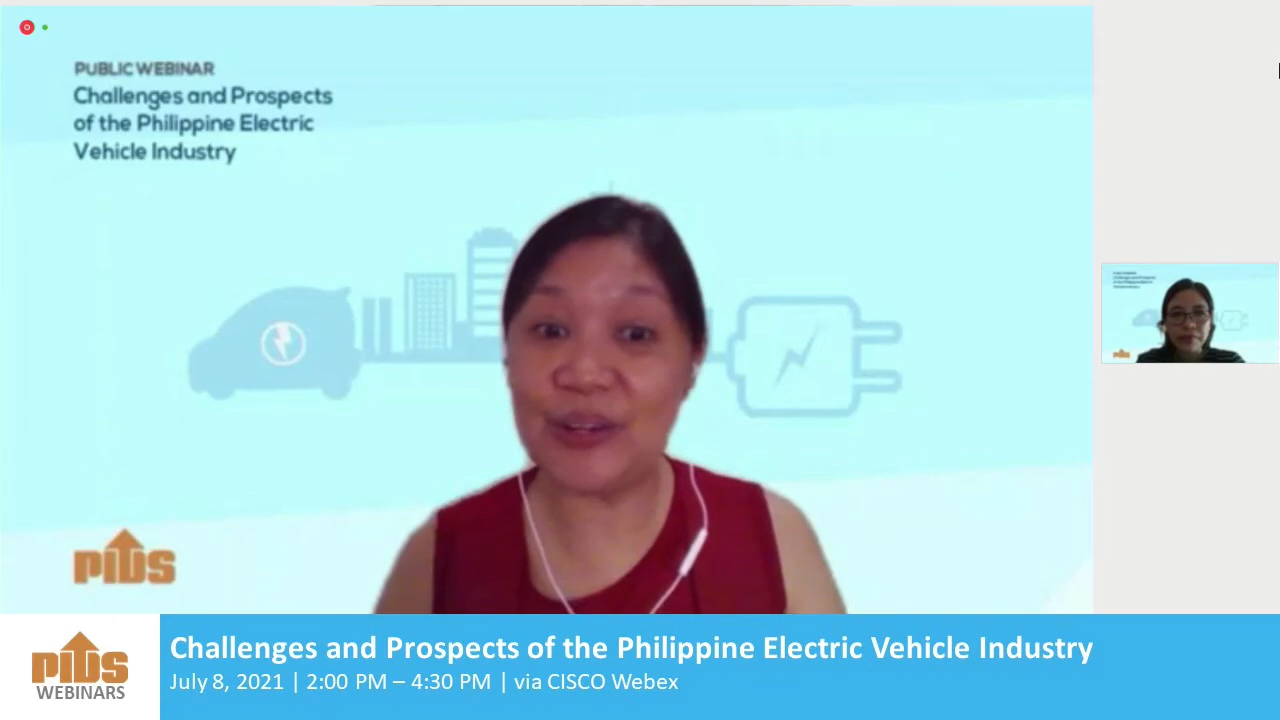 PUBLIC WEBINAR
Challenges and Prospects
of the Philippine Electric
Vehicle Industry
PIDS
PIDS
WEBINARS
Challenges and Prospects of the Philippine Electric Vehicle Industry
July 8, 2021 | 2:00 PM – 4:30 PM | via CISCO Webex